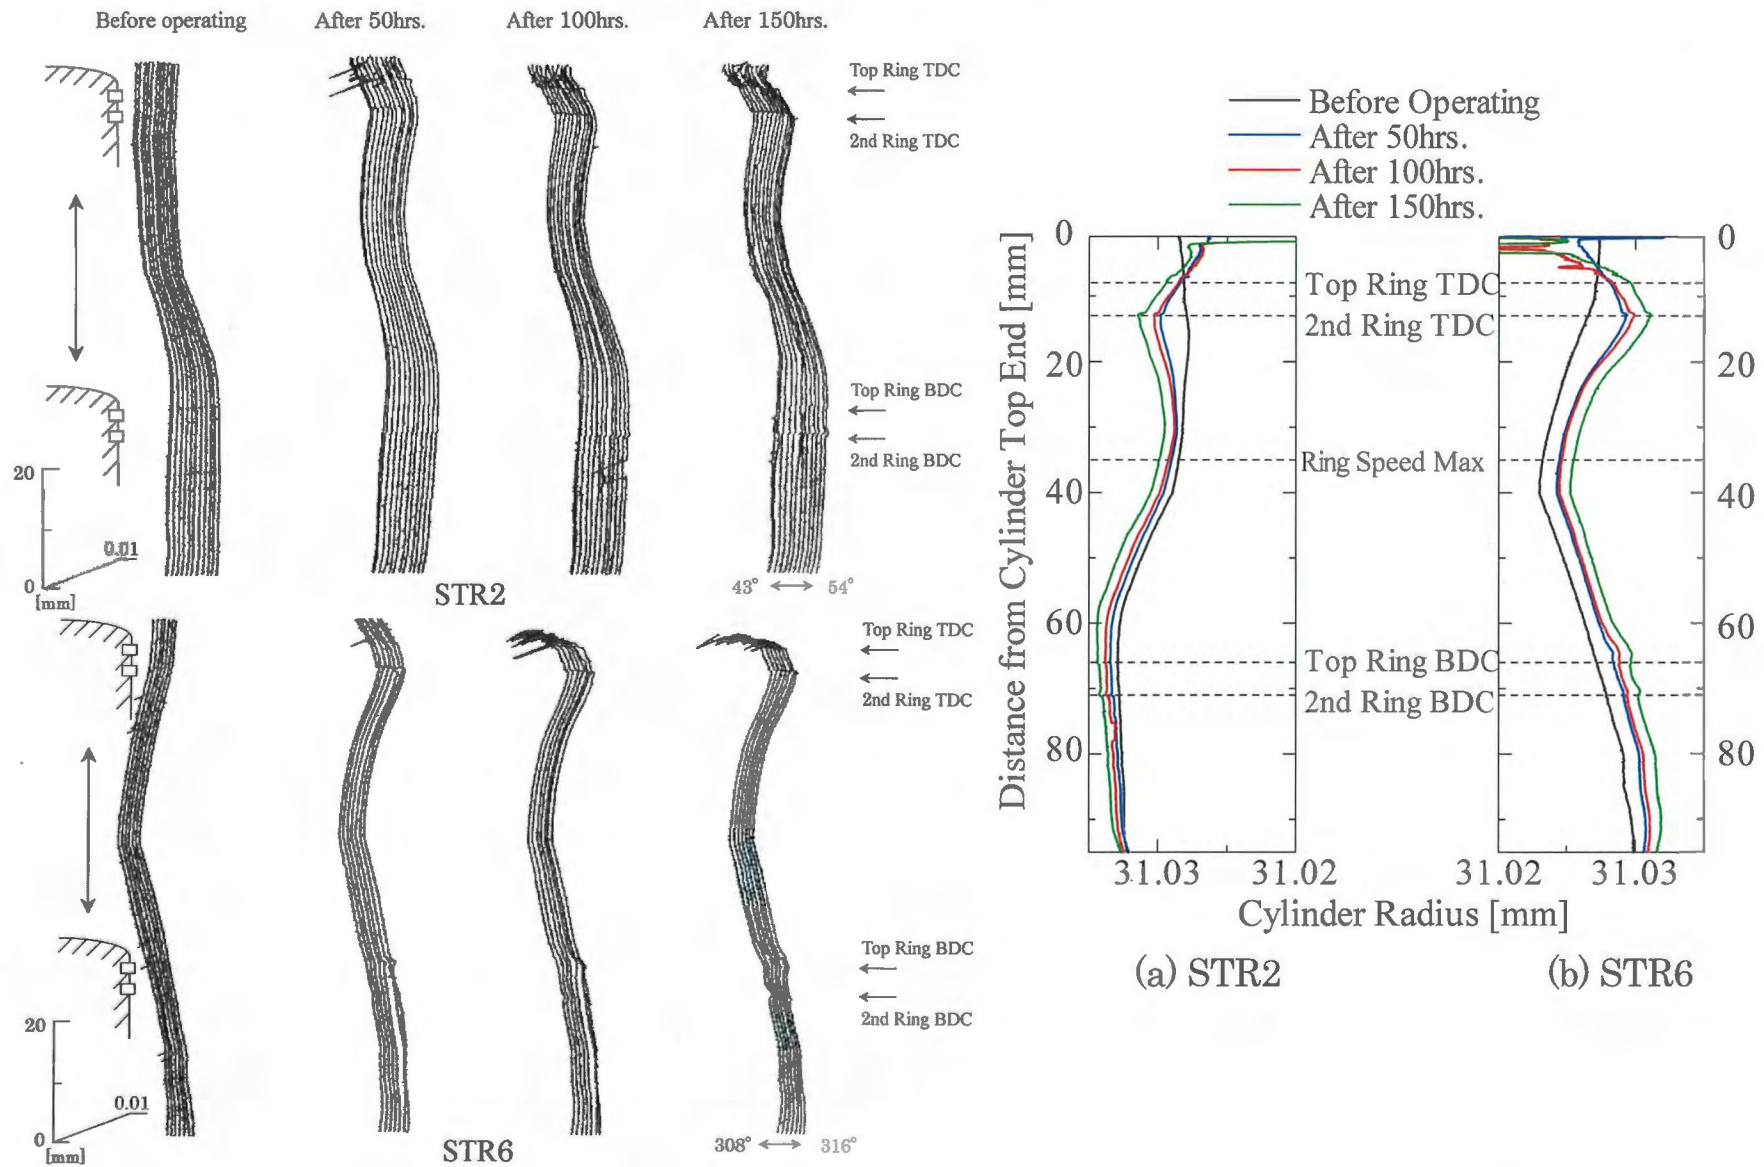 Before operating
After 50hrs.
After 100hrs.
After 150hrs.
Top Ring TDC
2nd Ring TDC
Top Ring BDC
2nd Ring BDC
20
0.01
0
[mm]
43°
54°
STR2
Top Ring TDC
2nd Ring TDC
Top Ring BDC
2nd Ring BDC
20
0.01
0
[mm]
308°
316°
STR6
Before Operating
After 50hrs.
After 100hrs.
After 150hrs.
Distance from Cylinder Top End [mm]
0
20
40
60
80
Top Ring TDC
2nd Ring TDC
Ring Speed Max
Top Ring BDC
2nd Ring BDC
0
20
40
60
80
31.03
31.02
31.02
31.03
Cylinder Radius [mm]
(a) STR2
(b) STR6